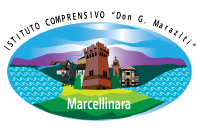 ISTITUTO COMPRENSIVO "Don G. Maraziti"
Marcellinara